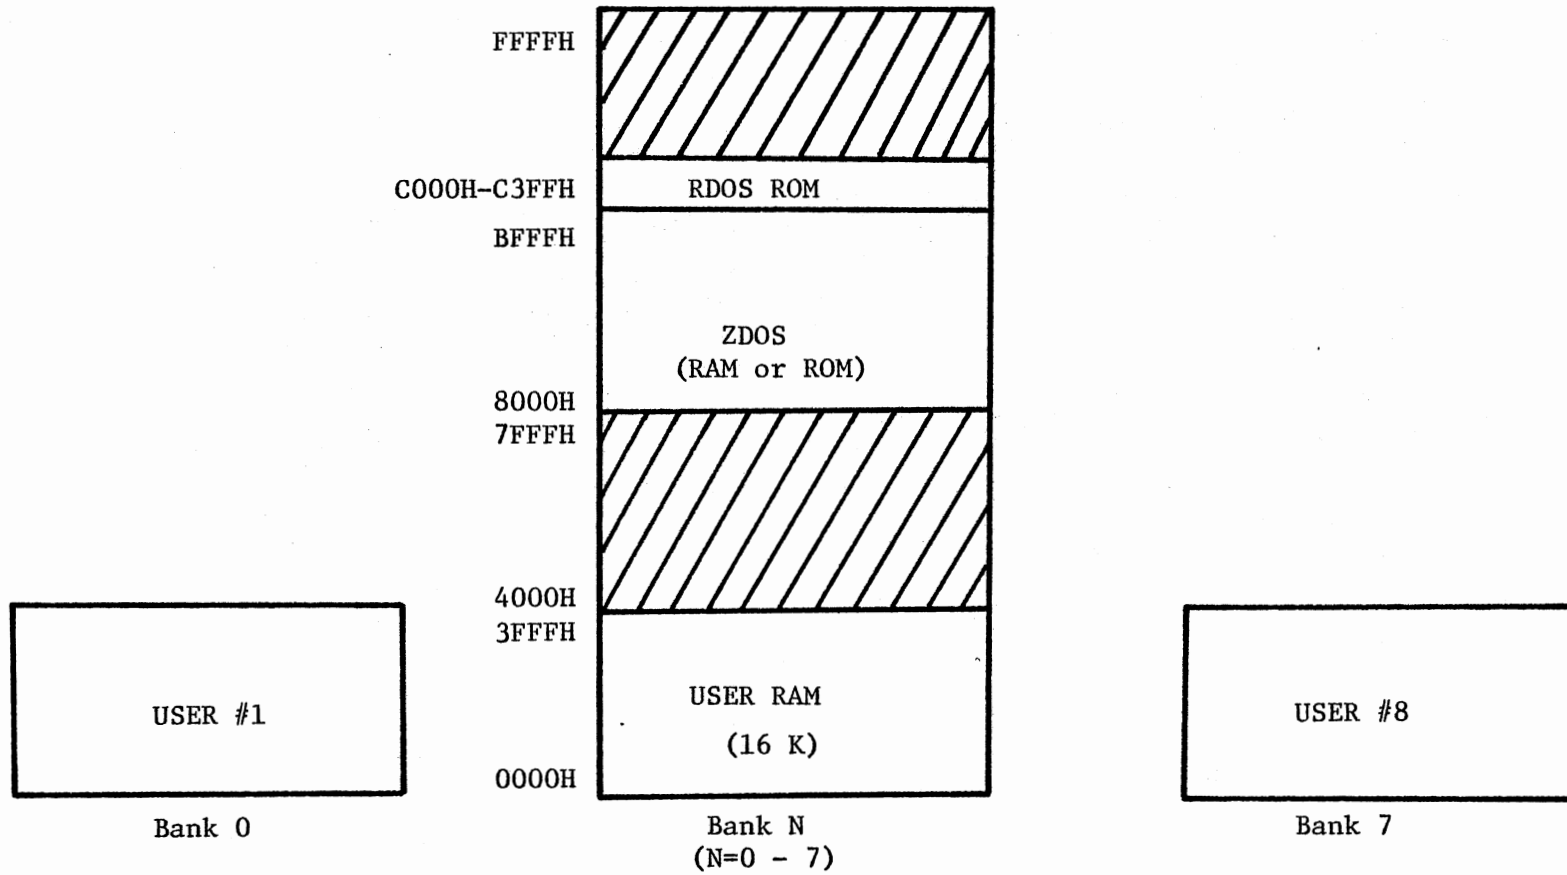 FFFFH
C000H-C3FFH RDOS ROM
BFFFH
ZDOS
(RAM or ROM)
8000H
7FFFH
4000H
3FFFH
USER RAM
(16 K)
0000H
USER #1
USER #8
Bank 0
Bank N
(N=0 - 7)
Bank 7